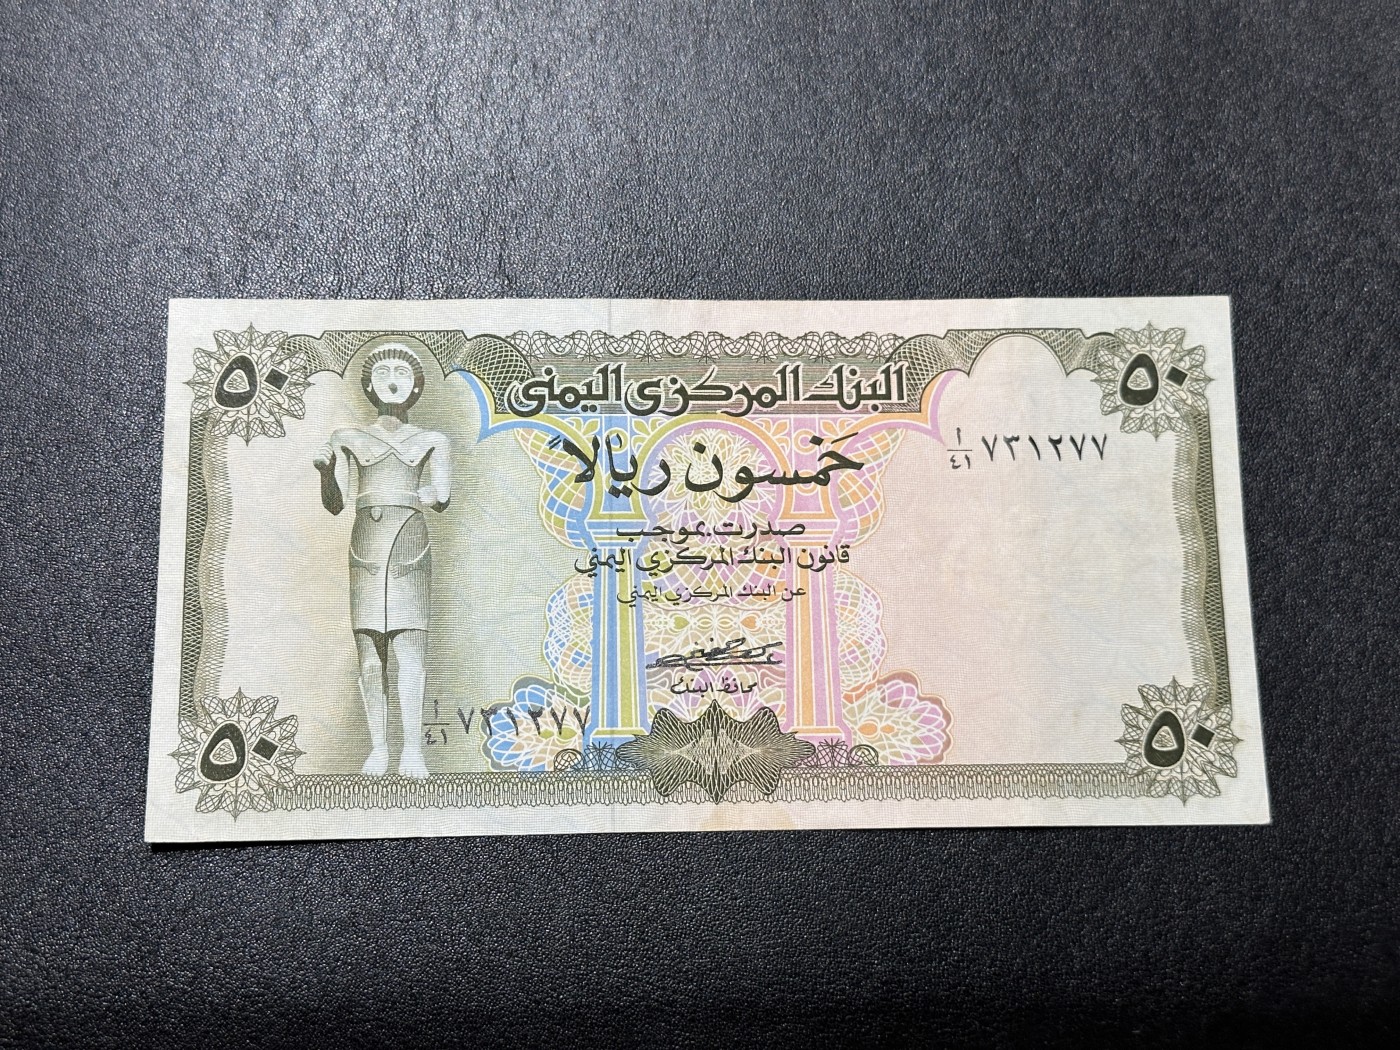 ٥٠
٥٠
البنك المركزي اليمني
خَمسون ريالاً
١/٤١ ٧٣١٢٧٧
صدرت بموجب
قانون البنك المركزي اليمني
عن البنك المركزي اليمني
محافظ البنك
١/٤١ ٧٣١٢٧٧
٥٠
٥٠